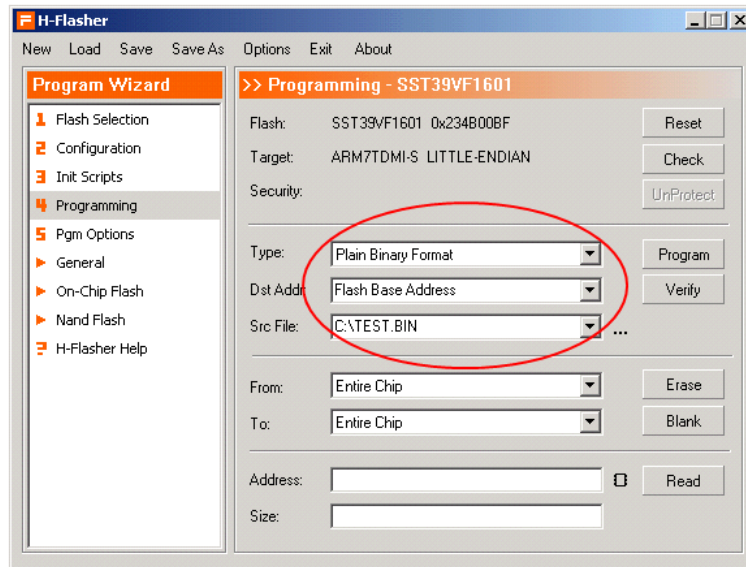 H-Flasher
New Load Save Save As Options Exit About
Program Wizard
1 Flash Selection
2 Configuration
3 Init Scripts
4 Programming
5 Pgm Options
General
On-Chip Flash
Nand Flash
? H-Flasher Help
>> Programming - SST39VF1601
Flash: SST39VF1601 0x234B00BF Reset
Target: ARM7TDMI-S LITTLE-ENDIAN Check
Security: UnProtect
Type: Plain Binary Format Program
Dst Addr: Flash Base Address Verify
Src File: C:\TEST.BIN ...
From: Entire Chip Erase
To: Entire Chip Blank
Address: Read
Size: